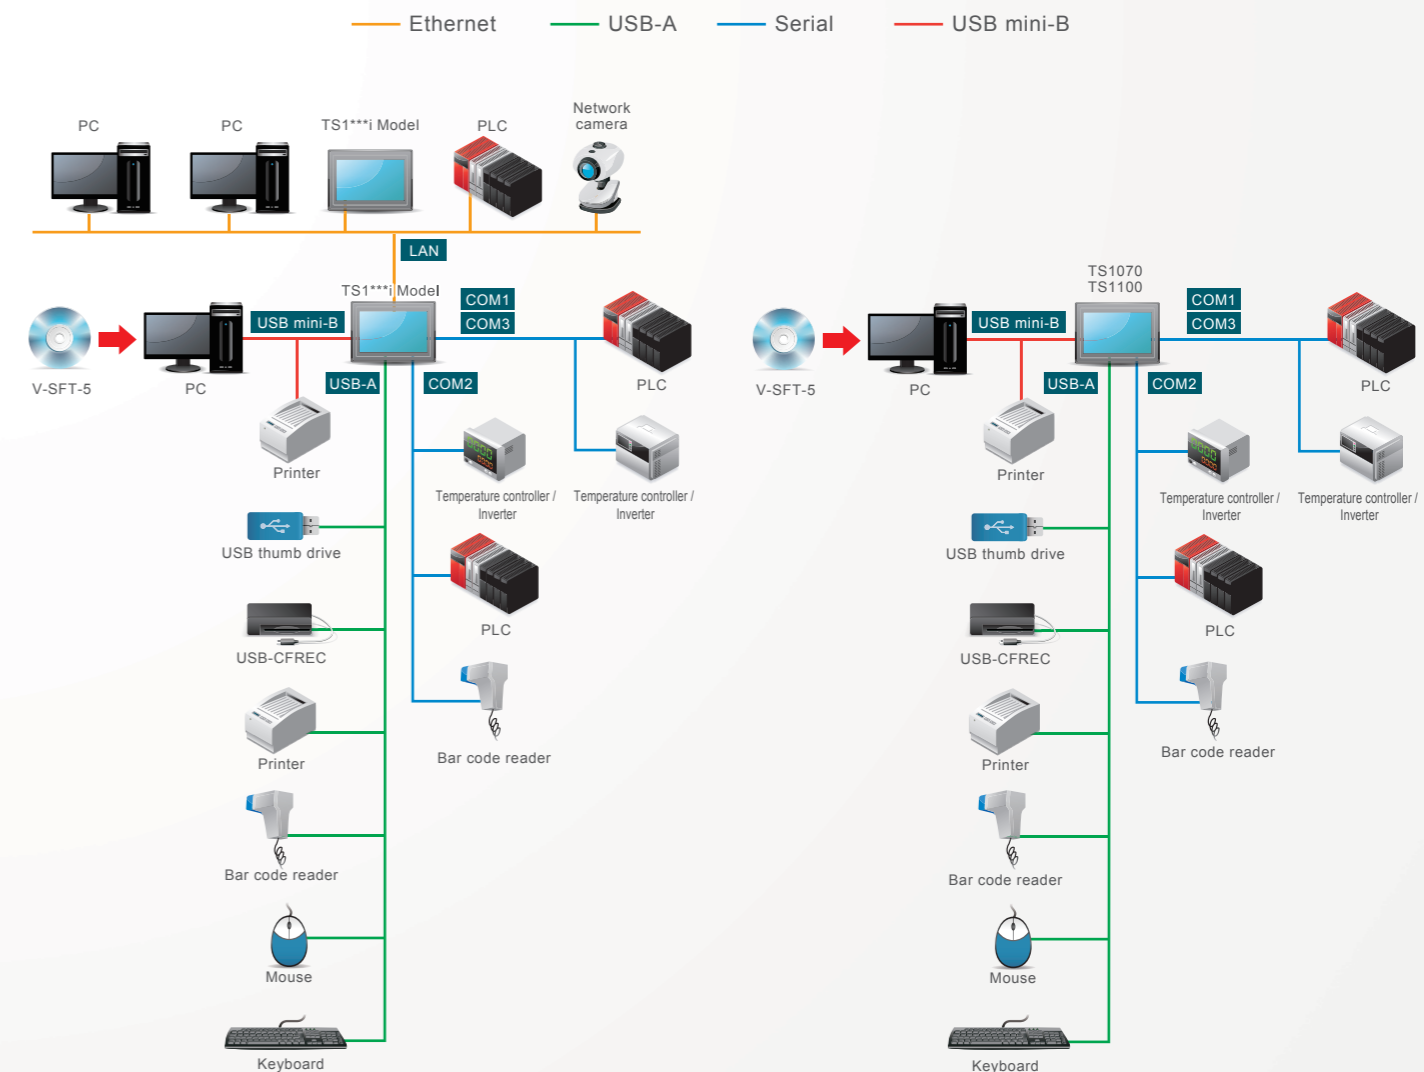 Ethernet
USB-A
Serial
USB mini-B
PC
PC
TS1***i Model
PLC
Network
camera
LAN
TS1***i Model
COM1
COM3
USB mini-B
V-SFT-5
PC
USB-A
COM2
PLC
Printer
Temperature controller /
Inverter
Temperature controller /
Inverter
USB thumb drive
PLC
USB-CFREC
Printer
Bar code reader
Bar code reader
Mouse
Keyboard
TS1070
TS1100
COM1
COM3
USB mini-B
V-SFT-5
PC
USB-A
COM2
PLC
Printer
Temperature controller /
Inverter
Temperature controller /
Inverter
USB thumb drive
PLC
USB-CFREC
Printer
Bar code reader
Bar code reader
Mouse
Keyboard